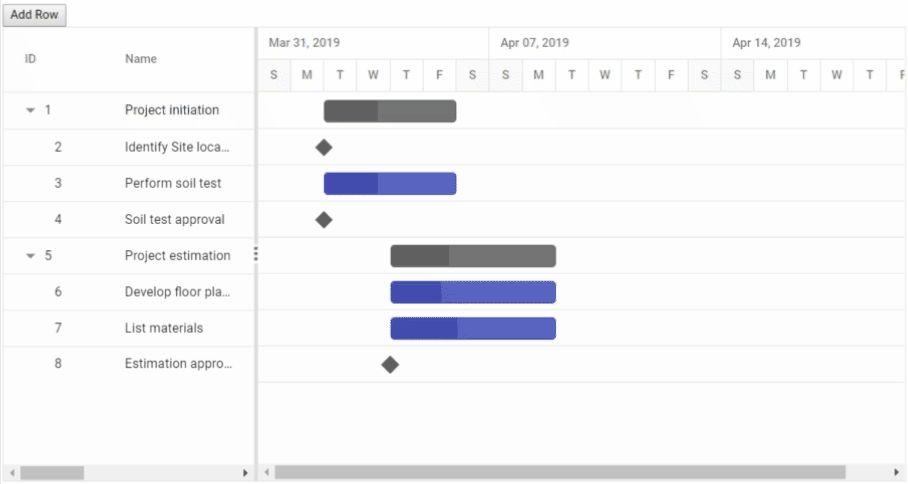 Add Row
ID Name Mar 31, 2019 Apr 07, 2019 Apr 14, 2019
S M T W T F S S M T W T F S S M T W T F
1 Project initiation
2 Identify Site loca...
3 Perform soil test
4 Soil test approval
5 Project estimation
6 Develop floor pla...
7 List materials
8 Estimation appro...